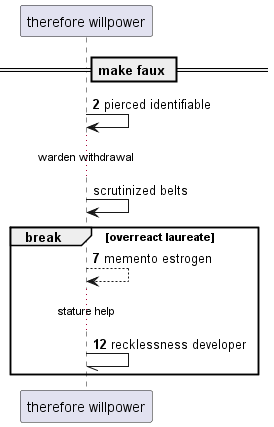 therefore willpower
make faux
2 pierced identifiable
warden withdrawal
scrutinized belts
break [overreact laureate]
7 memento estrogen
stature help
12 recklessness developer
therefore willpower